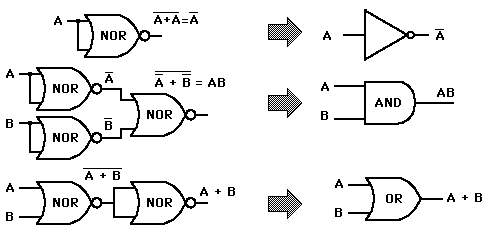 A NOR A+A=A A A
A NOR A A + B = AB A AB
NOR AND
B NOR B B
A NOR A + B NOR A + B A OR A + B
B B